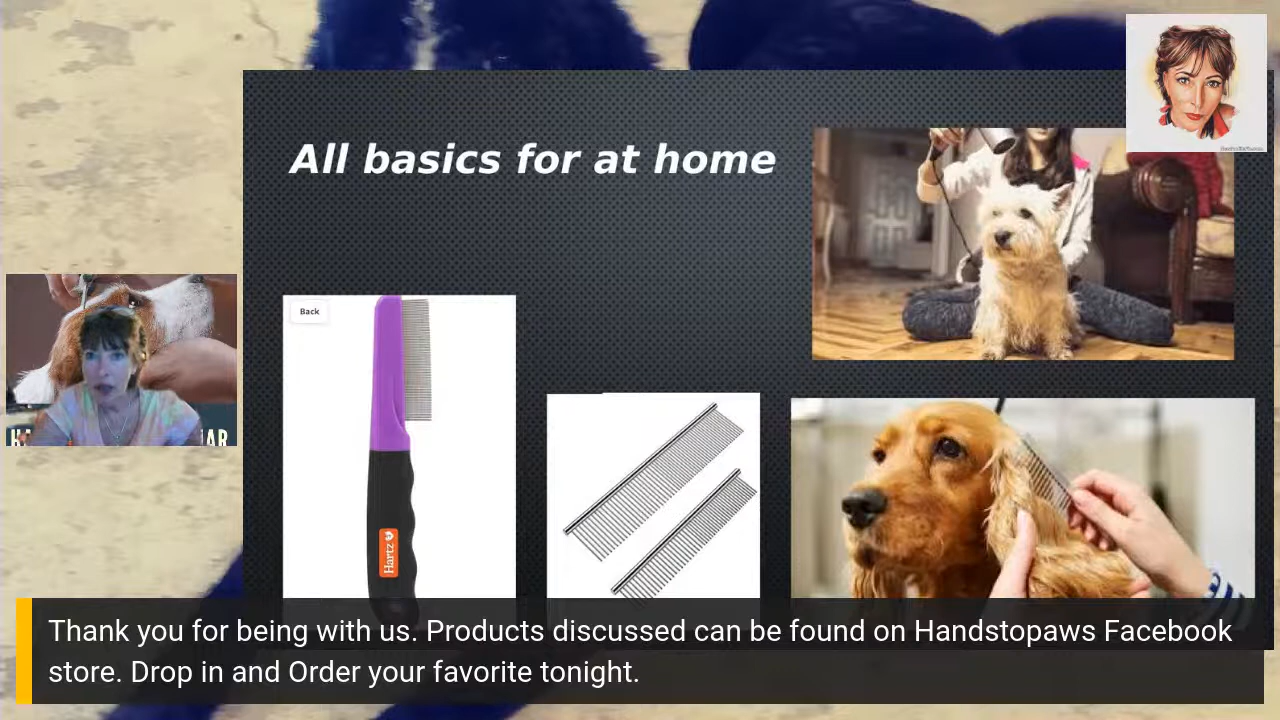 All basics for at home
Back
Hartz
Thank you for being with us. Products discussed can be found on Handstopaws Facebook
store. Drop in and Order your favorite tonight.